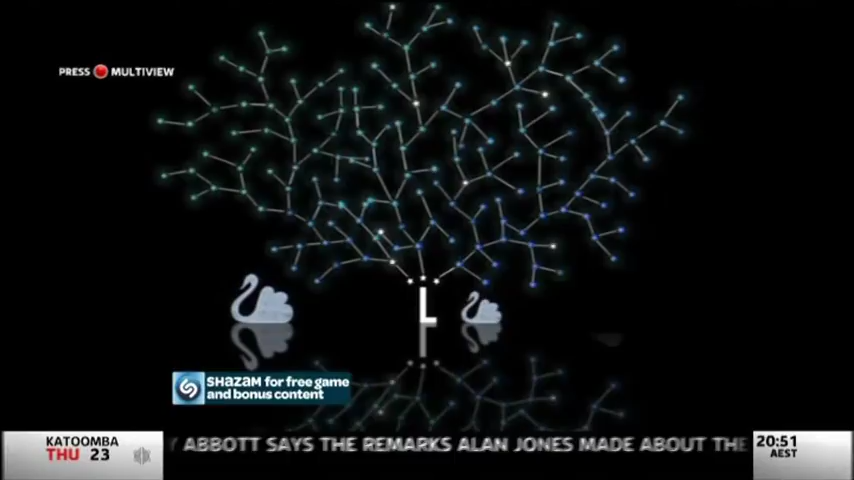 PRESS MULTIVIEW
L
SHAZAM for free game
and bonus content
KATOOMBA
THU 23
ABBOTT SAYS THE REMARKS ALAN JONES MADE ABOUT THE
20:51
AEST